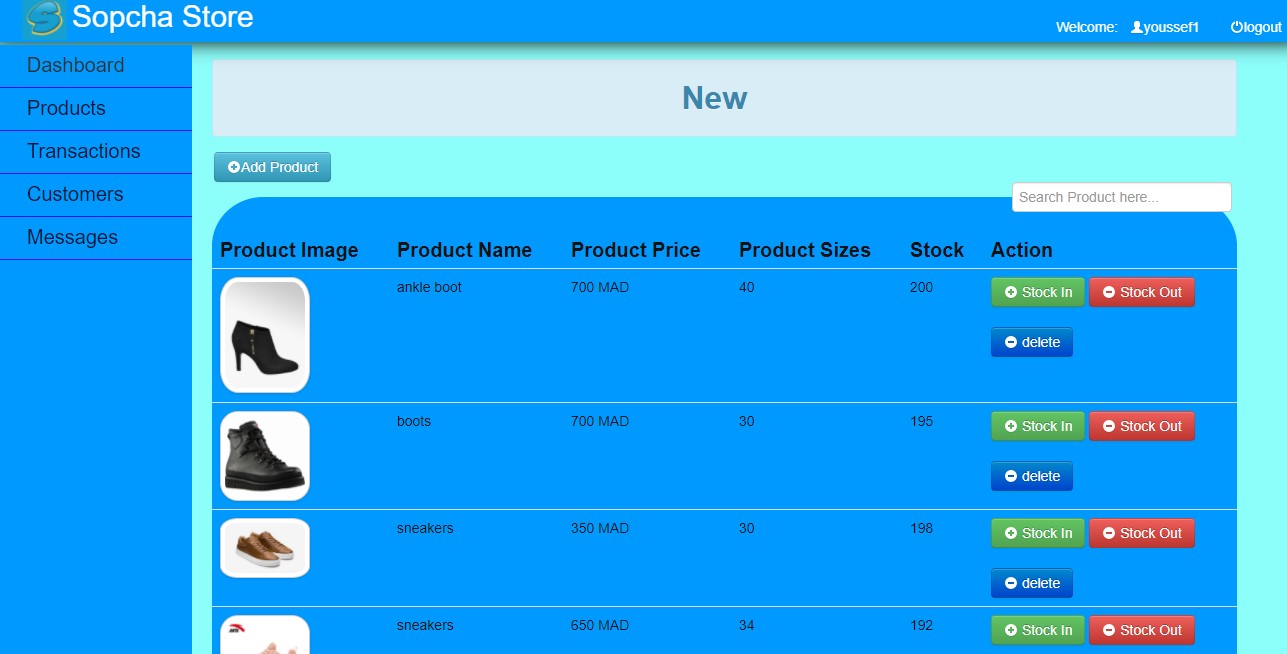 Sopcha Store
Welcome: youssef1 logout
Dashboard
Products
Transactions
Customers
Messages
New
Add Product
Search Product here...
Product Image Product Name Product Price Product Sizes Stock Action
ankle boot 700 MAD 40 200 Stock In Stock Out
delete
boots 700 MAD 30 195 Stock In Stock Out
delete
sneakers 350 MAD 30 198 Stock In Stock Out
delete
sneakers 650 MAD 34 192 Stock In Stock Out